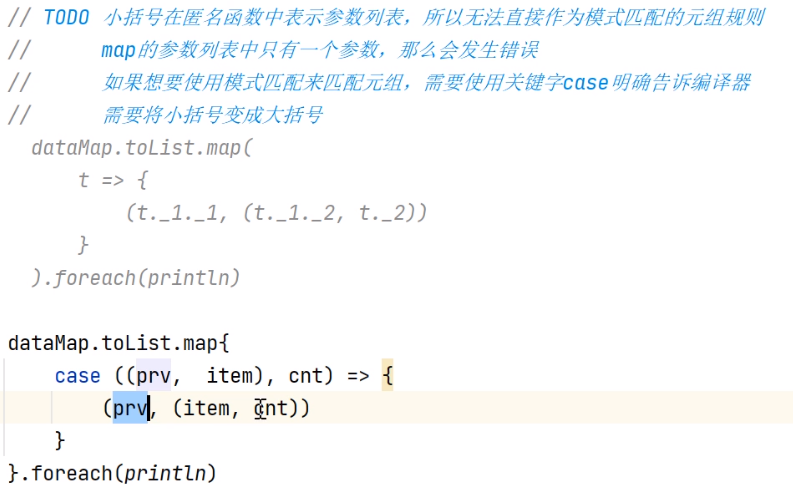 // TODO 小括号在匿名函数中表示参数列表，所以无法直接作为模式匹配的元组规则
// map的参数列表中只有一个参数，那么会发生错误
// 如果想要使用模式匹配来匹配元组，需要使用关键字case明确告诉编译器
// 需要将小括号变成大括号
dataMap.toList.map(
t => {
(t._1._1, (t._1._2, t._2))
}
).foreach(println)
dataMap.toList.map{
case ((prv, item), cnt) => {
(prv, (item, cnt))
}
}.foreach(println)